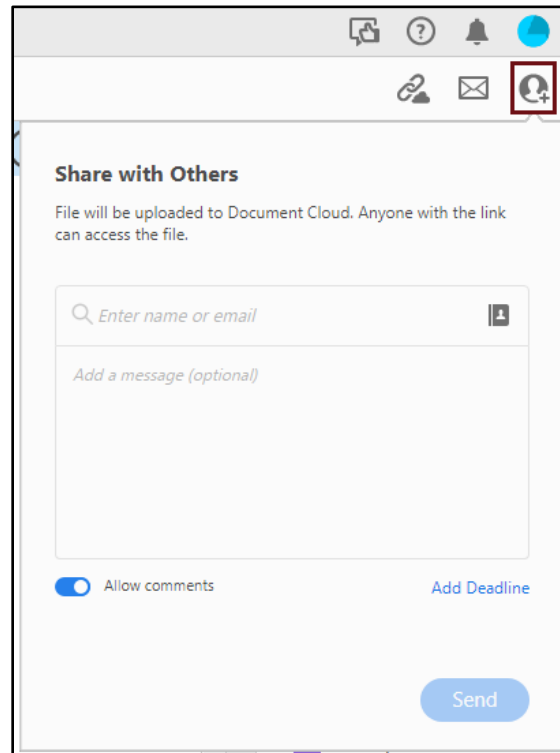 Share with Others
File will be uploaded to Document Cloud. Anyone with the link
can access the file.
Enter name or email
Add a message (optional)
Allow comments
Add Deadline
Send